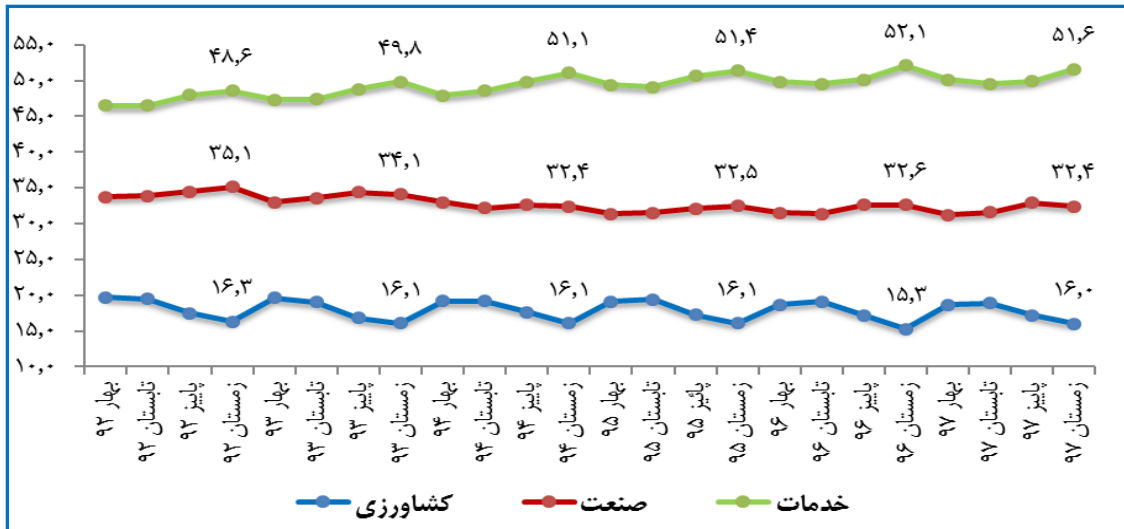 ۵۵,۰
۵۰,۰
۴۵,۰
۴۰,۰
۳۵,۰
۳۰,۰
۲۵,۰
۲۰,۰
۱۵,۰
۱۰,۰
۴۸,۶
۴۹,۸
۵۱,۱
۵۱,۴
۵۲,۱
۵۱,۶
۳۵,۱
۳۴,۱
۳۲,۴
۳۲,۵
۳۲,۶
۳۲,۴
۱۶,۳
۱۶,۱
۱۶,۱
۱۶,۱
۱۵,۳
۱۶,۰
بهار ۹۲
تابستان ۹۲
پاییز ۹۲
زمستان ۹۲
بهار ۹۳
تابستان ۹۳
پاییز ۹۳
زمستان ۹۳
بهار ۹۴
تابستان ۹۴
پاییز ۹۴
زمستان ۹۴
بهار ۹۵
تابستان ۹۵
پائیز ۹۵
زمستان ۹۵
بهار ۹۶
تابستان ۹۶
پاییز ۹۶
زمستان ۹۶
بهار ۹۷
تابستان ۹۷
پاییز ۹۷
زمستان ۹۷
کشاورزی
صنعت
خدمات